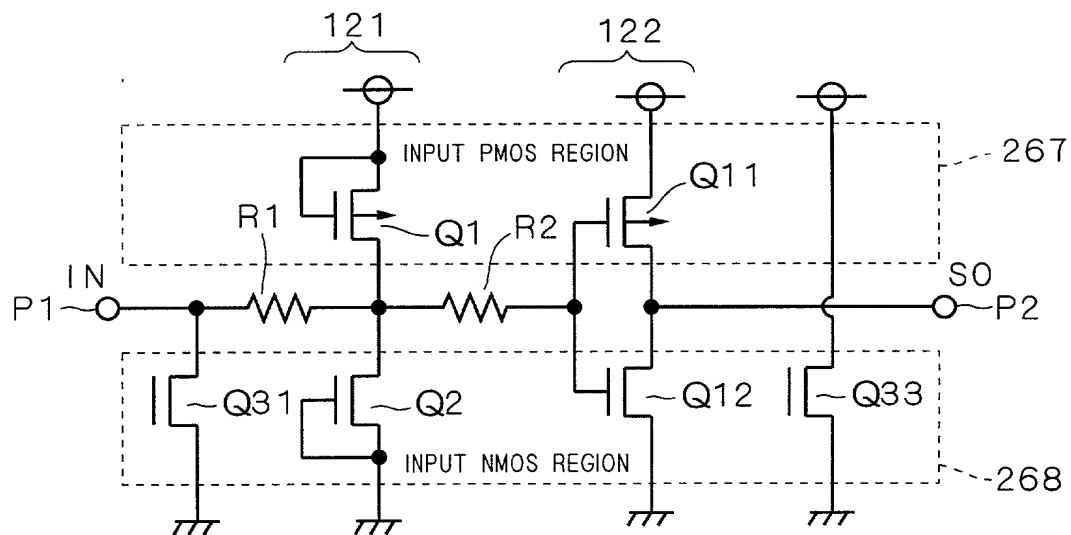 121
122
INPUT PMOS REGION
267
Q11
R1
Q1
R2
IN
SO
P1
P2
Q31
Q2
Q12
Q33
INPUT NMOS REGION
268